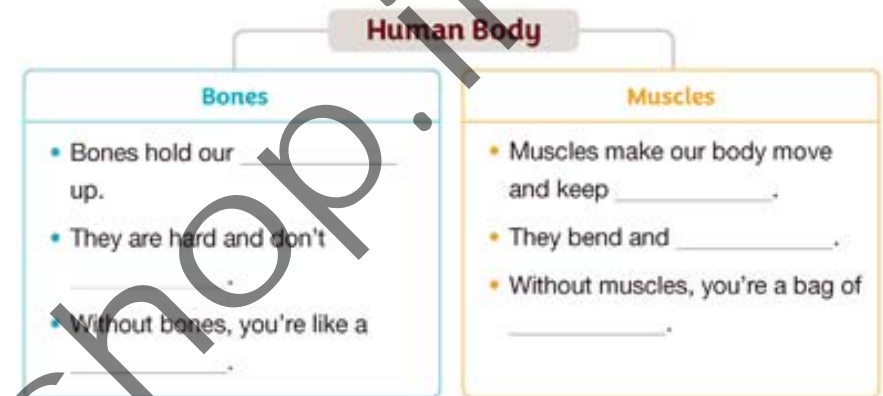 Human Body
Bones
Bones hold our
up.
They are hard and don't
.
Without bones, you're like a
.
Muscles
Muscles make our body move
and keep .
They bend and .
Without muscles, you're a bag of
.
hop.i